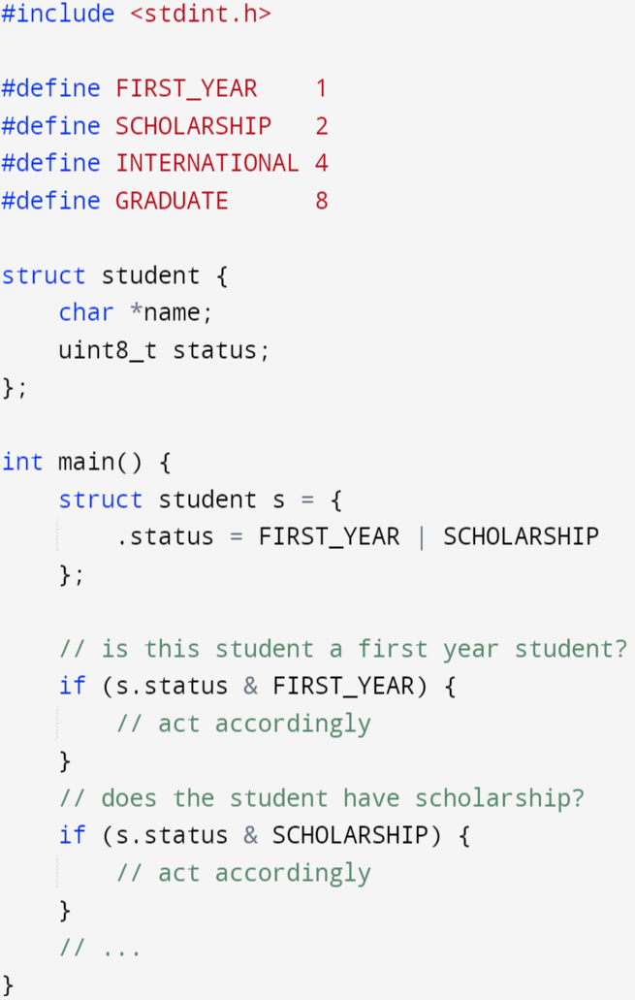 #include <stdint.h>
#define FIRST_YEAR    1
#define SCHOLARSHIP   2
#define INTERNATIONAL 4
#define GRADUATE      8
struct student {
    char *name;
    uint8_t status;
};
int main() {
    struct student s = {
        .status = FIRST_YEAR | SCHOLARSHIP
    };
    // is this student a first year student?
    if (s.status & FIRST_YEAR) {
        // act accordingly
    }
    // does the student have scholarship?
    if (s.status & SCHOLARSHIP) {
        // act accordingly
    }
    // ...
}